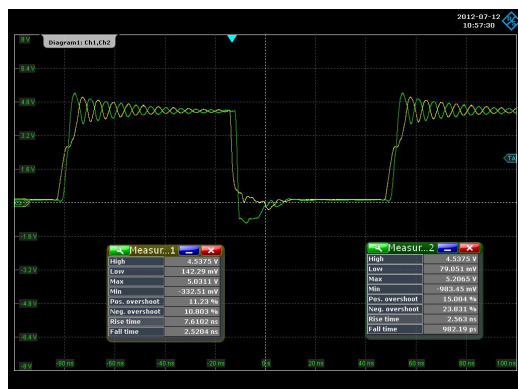 2012-07-12
10:57:30
Diagram1: Ch1,Ch2
8 V
6.4 V
4.8 V
3.2 V
1.6 V
TA
-1.6 V
-3.2 V
-4.8 V
-6.4 V
-8 V
Measur...1
High 4.5375 V
Low 142.29 mV
Max 5.0311 V
Min -332.51 mV
Pos. overshoot 11.23 %
Neg. overshoot 10.803 %
Rise time 7.6102 ns
Fall time 2.5204 ns
Measur...2
High 4.5375 V
Low 79.051 mV
Max 5.2065 V
Min -983.45 mV
Pos. overshoot 15.004 %
Neg. overshoot 23.831 %
Rise time 2.563 ns
Fall time 982.19 ps
-80 ns -60 ns -40 ns -20 ns 0 s 20 ns 40 ns 60 ns 80 ns 100 ns